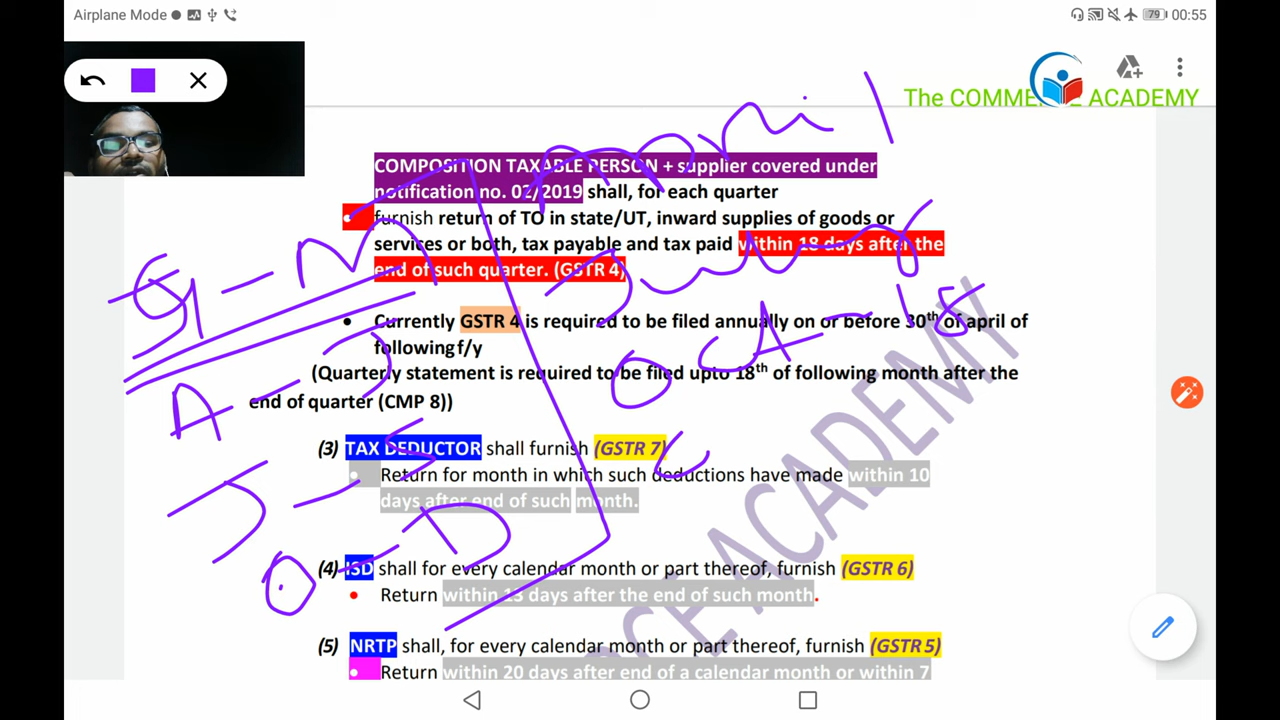 Airplane Mode
79 00:55
The COMME E ACADEMY
COMPOSITION TAXABLE PERSON + supplier covered under
notification no. 02/2019 shall, for each quarter
furnish return of TO in state/UT, inward supplies of goods or
services or both, tax payable and tax paid within 18 days after the
end of such quarter. (GSTR 4)
• Currently GSTR 4 is required to be filed annually on or before 30th of april of
following f/y
(Quarterly statement is required to be filed upto 18th of following month after the
end of quarter (CMP 8))
(3) TAX DEDUCTOR shall furnish (GSTR 7)
• Return for month in which such deductions have made within 10
days after end of such month.
(4) ISD shall for every calendar month or part thereof, furnish (GSTR 6)
• Return within 13 days after the end of such month.
(5) NRTP shall, for every calendar month or part thereof, furnish (GSTR 5)
• Return within 20 days after end of a calendar month or within 7
April
Oct - 18
J - M
A - J
J - S
O - D
CE ACADEMY